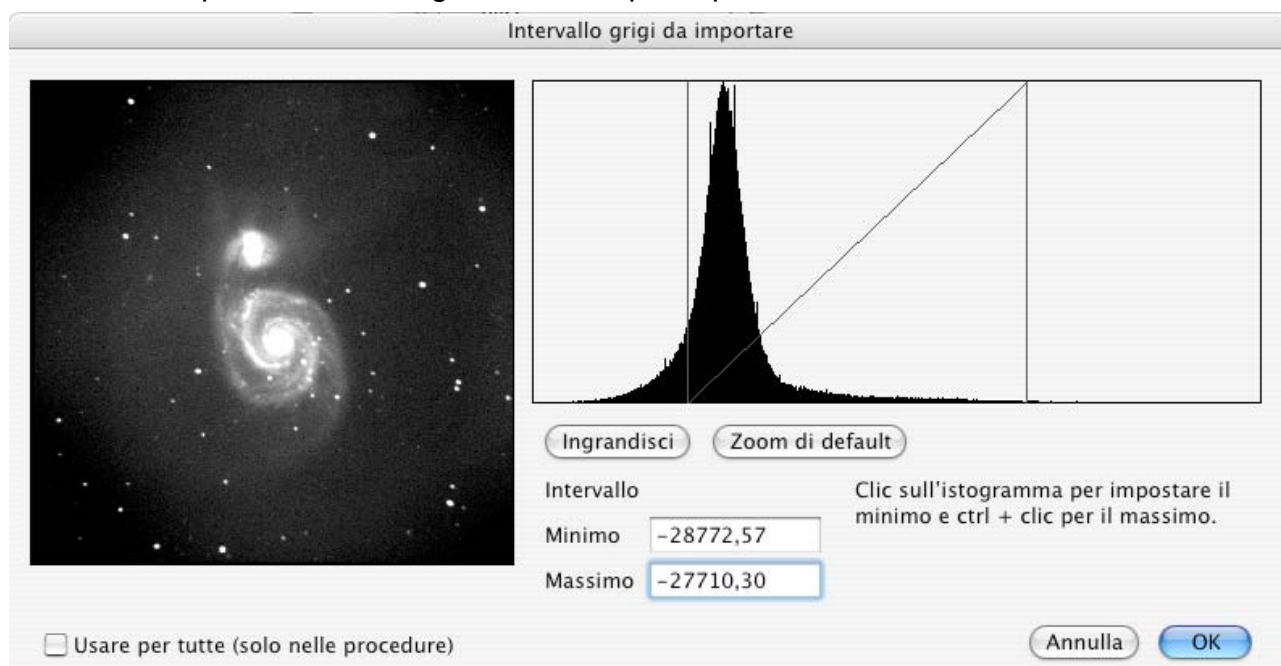 Intervallo grigi da importare
Ingrandisci
Zoom di default
Intervallo
Minimo
-28772,57
Massimo
-27710,30
Clic sull'istogramma per impostare il
minimo e ctrl + clic per il massimo.
Usare per tutte (solo nelle procedure)
Annulla
OK